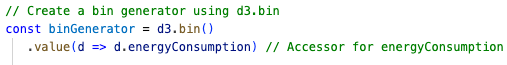 // Create a bin generator using d3.bin
const binGenerator = d3.bin()
   .value(d => d.energyConsumption) // Accessor for energyConsumption